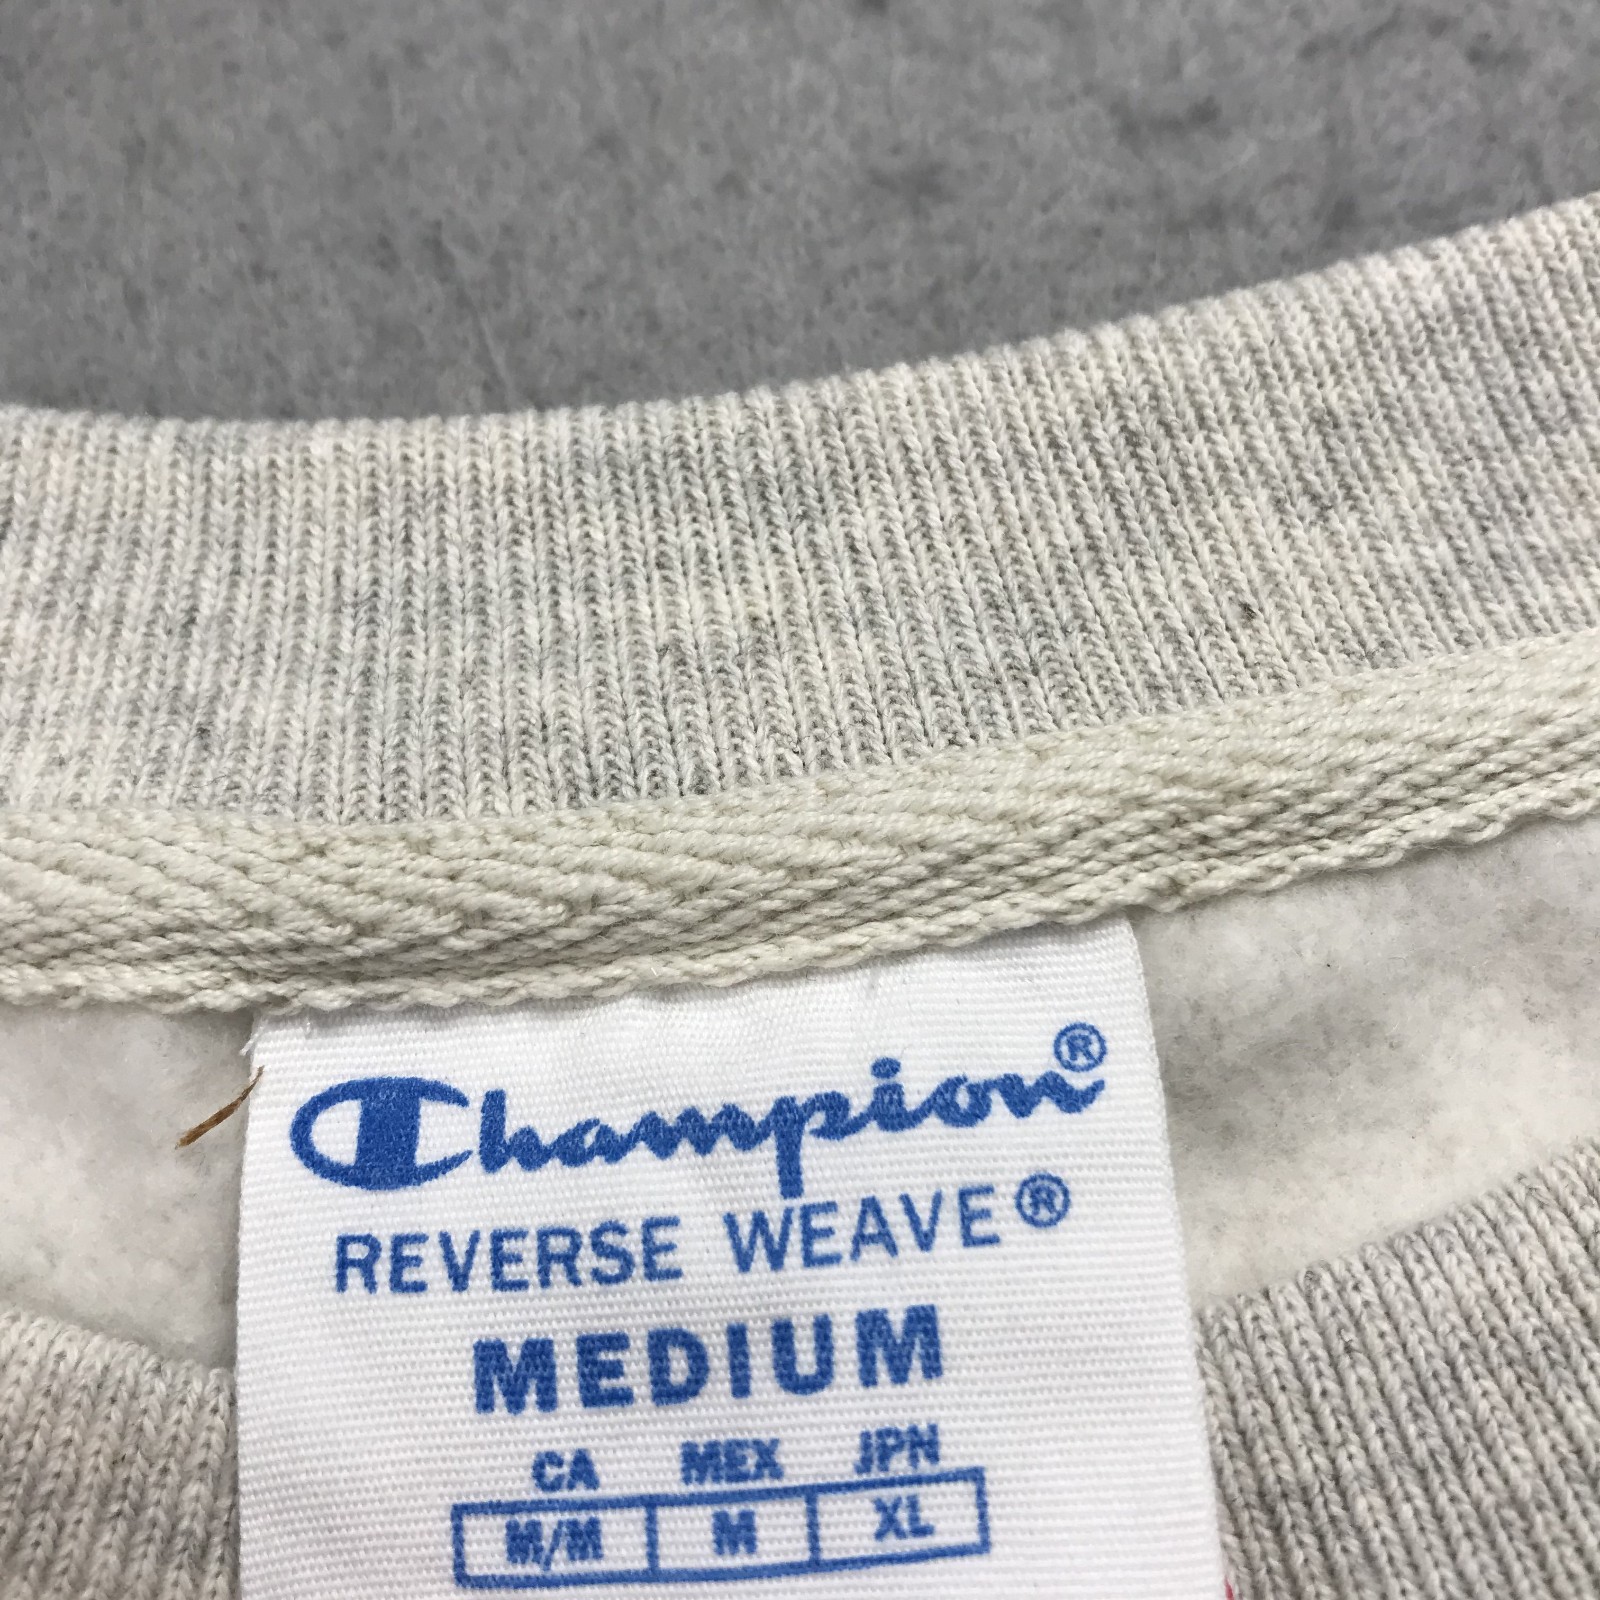 Champion®
REVERSE WEAVE®
MEDIUM
CA MEX JPN
M/M M XL